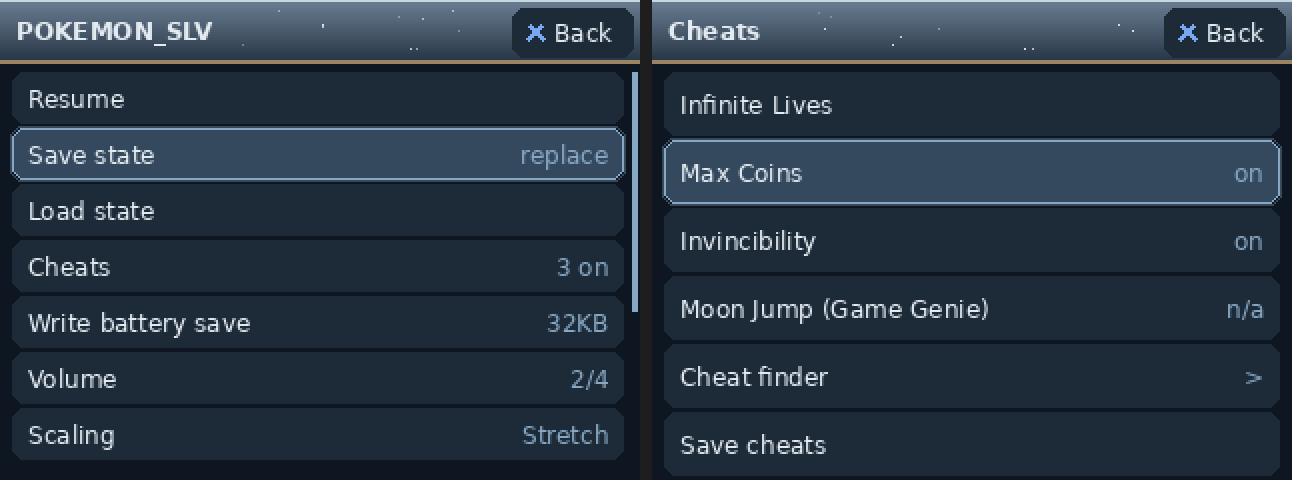 POKEMON_SLV
Back
Resume
Save state replace
Load state
Cheats 3 on
Write battery save 32KB
Volume 2/4
Scaling Stretch
Cheats
Back
Infinite Lives
Max Coins on
Invincibility on
Moon Jump (Game Genie) n/a
Cheat finder >
Save cheats